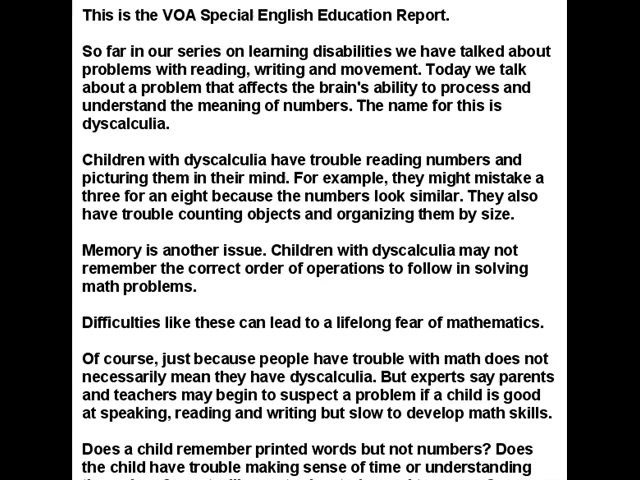 This is the VOA Special English Education Report.
So far in our series on learning disabilities we have talked about
problems with reading, writing and movement. Today we talk
about a problem that affects the brain's ability to process and
understand the meaning of numbers. The name for this is
dyscalculia.
Children with dyscalculia have trouble reading numbers and
picturing them in their mind. For example, they might mistake a
three for an eight because the numbers look similar. They also
have trouble counting objects and organizing them by size.
Memory is another issue. Children with dyscalculia may not
remember the correct order of operations to follow in solving
math problems.
Difficulties like these can lead to a lifelong fear of mathematics.
Of course, just because people have trouble with math does not
necessarily mean they have dyscalculia. But experts say parents
and teachers may begin to suspect a problem if a child is good
at speaking, reading and writing but slow to develop math skills.
Does a child remember printed words but not numbers? Does
the child have trouble making sense of time or understanding